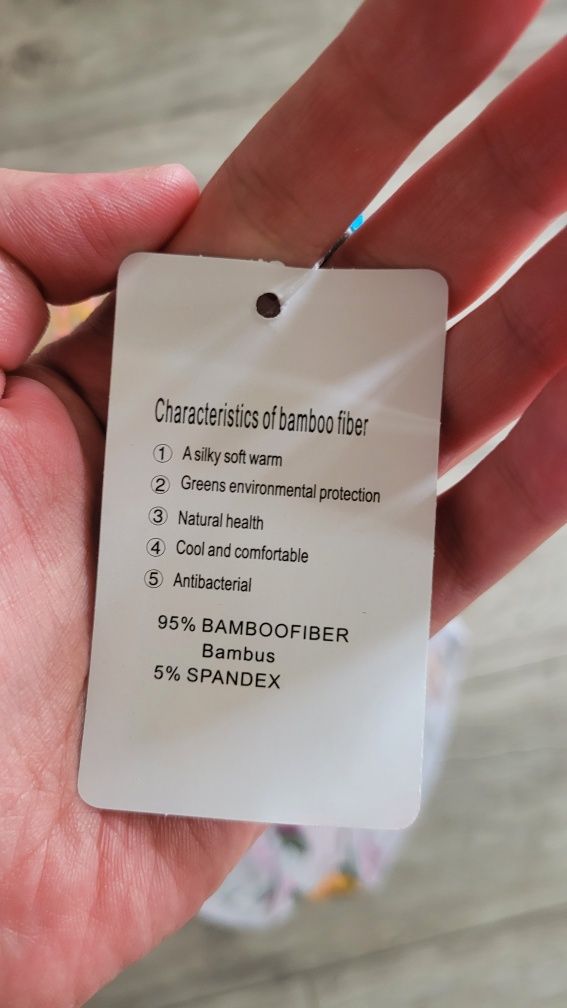 Characteristics of bamboo fiber
① A silky soft warm
② Greens environmental protection
③ Natural health
④ Cool and comfortable
⑤ Antibacterial
95% BAMBOOFIBER
Bambus
5% SPANDEX